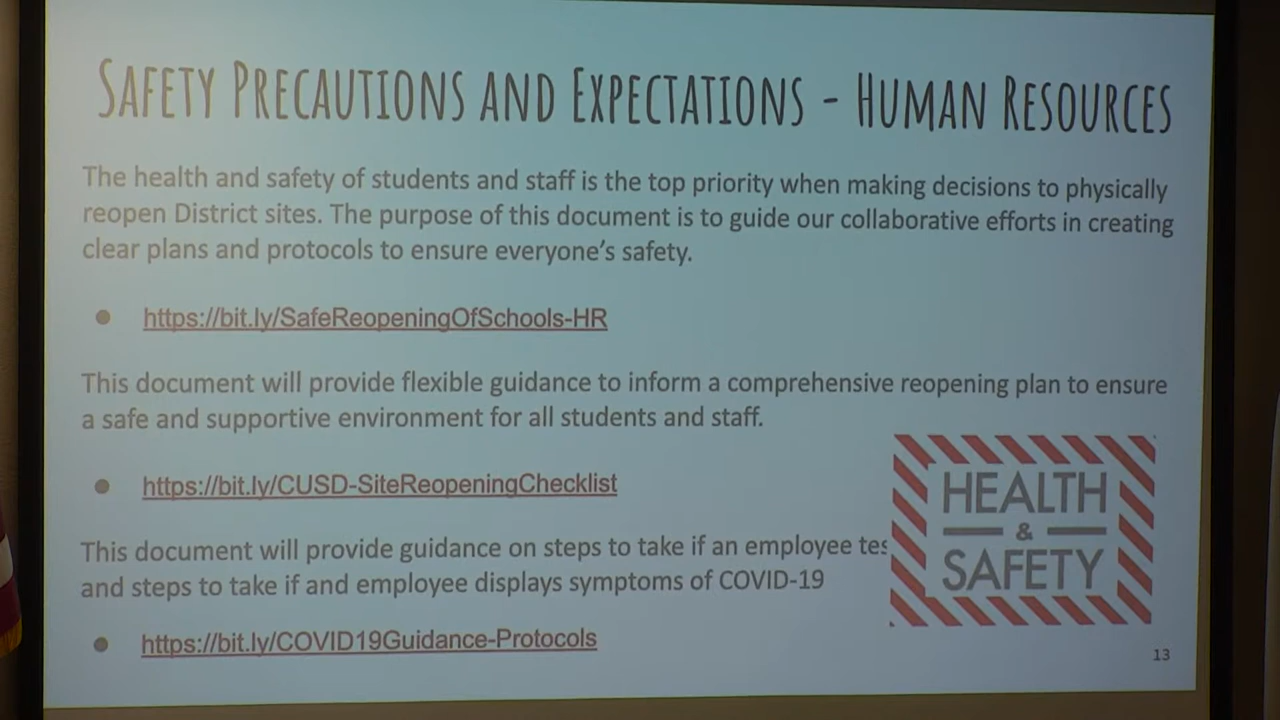 SAFETY PRECAUTIONS AND EXPECTATIONS - HUMAN RESOURCES
The health and safety of students and staff is the top priority when making decisions to physically
reopen District sites. The purpose of this document is to guide our collaborative efforts in creating
clear plans and protocols to ensure everyone's safety.
https://bit.ly/SafeReopeningOfSchools-HR
This document will provide flexible guidance to inform a comprehensive reopening plan to ensure
a safe and supportive environment for all students and staff.
https://bit.ly/CUSD-SiteReopeningChecklist
This document will provide guidance on steps to take if an employee
and steps to take if and employee displays symptoms of COVID-19
https://bit.ly/COVID19Guidance-Protocols
HEALTH
&
SAFETY
13